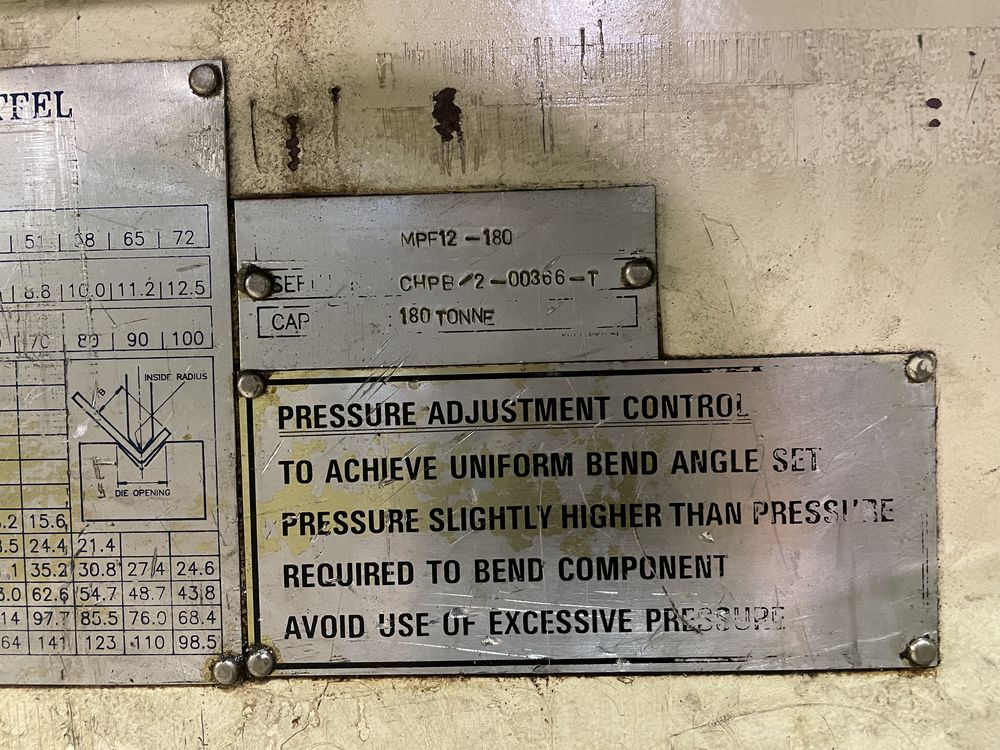 51 | 58 | 65 | 72
8.8 | 10.0 | 11.2 | 12.5
70 | 80 | 90 | 100
INSIDE RADIUS
B
DIE OPENING
15.6
24.4 21.4
35.2 30.8 27.4 24.6
62.6 54.7 48.7 43.8
97.7 85.5 76.0 68.4
141 123 110 98.5
MPF12-180
CHPB/2-00366-T
CAP 180 TONNE
PRESSURE ADJUSTMENT CONTROL
TO ACHIEVE UNIFORM BEND ANGLE SET
PRESSURE SLIGHTLY HIGHER THAN PRESSURE
REQUIRED TO BEND COMPONENT
AVOID USE OF EXCESSIVE PRESSURE